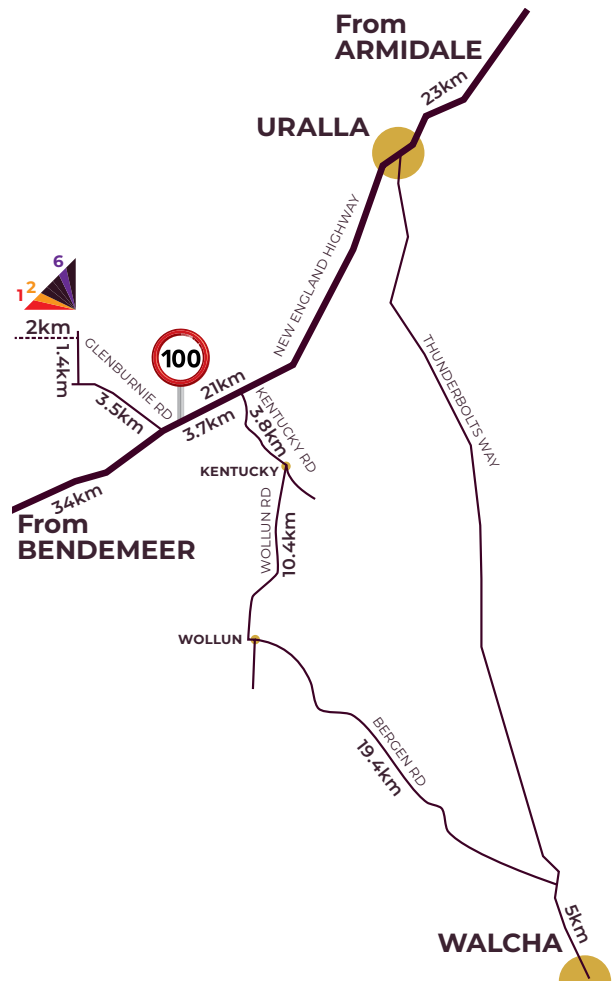 From
ARMIDALE
23km
URALLA
NEW ENGLAND HIGHWAY
6
1 2
2km
1.4km
GLENBURNIE RD
3.5km
100
21km
3.7km
KENTUCKY RD
3.8km
THUNDERBOLTS WAY
KENTUCKY
34km
From
BENDEMEER
WOLLUN RD
10.4km
WOLLUN
BERGEN RD
19.4km
5km
WALCHA